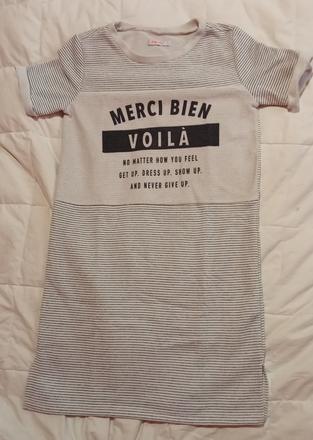 MERCI BIEN
VOILÀ
NO MATTER HOW YOU FEEL
GET UP. DRESS UP. SHOW UP.
AND NEVER GIVE UP.